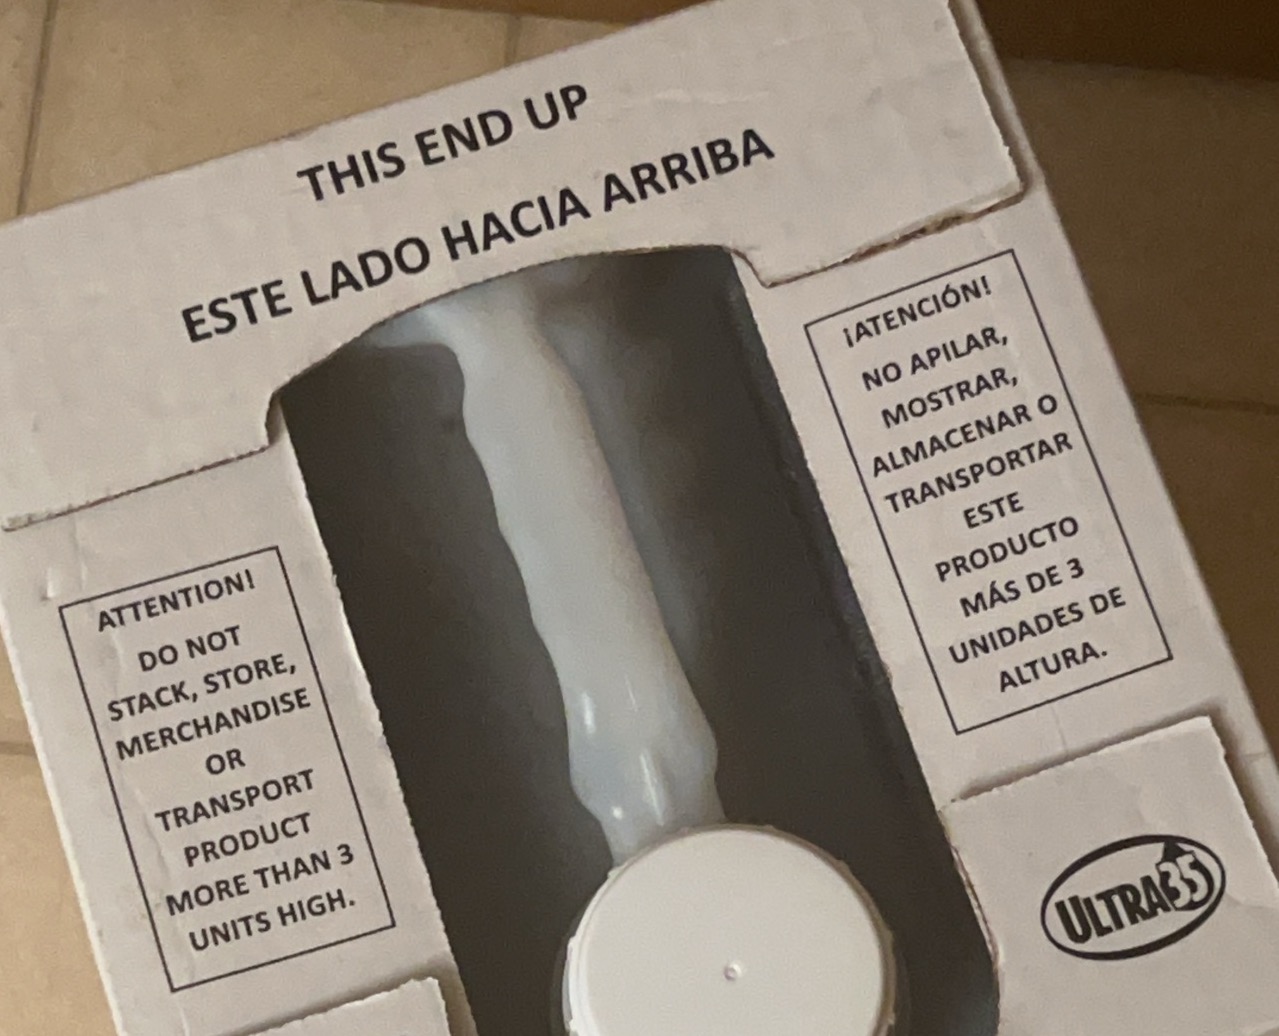 THIS END UP
ESTE LADO HACIA ARRIBA
ATTENTION!
DO NOT
STACK, STORE,
MERCHANDISE
OR
TRANSPORT
PRODUCT
MORE THAN 3
UNITS HIGH.
¡ATENCIÓN!
NO APILAR,
MOSTRAR,
ALMACENAR O
TRANSPORTAR
ESTE
PRODUCTO
MÁS DE 3
UNIDADES DE
ALTURA.
ULTRA35